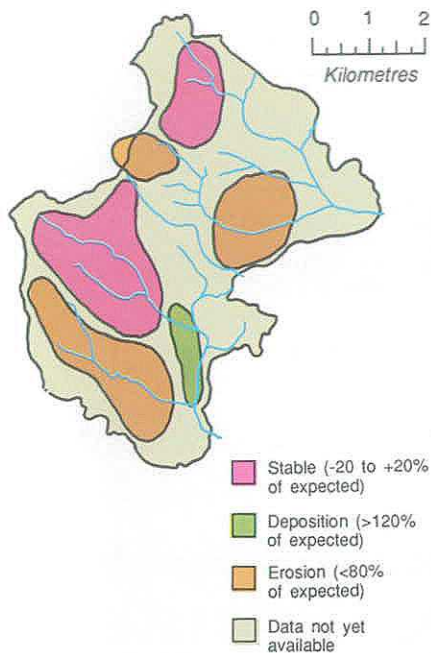 0 2
Kilometres
Stable (-20 to +20%
of expected)
Deposition (>120%
of expected)
Erosion (<80%
of expected)
Data not yet
available